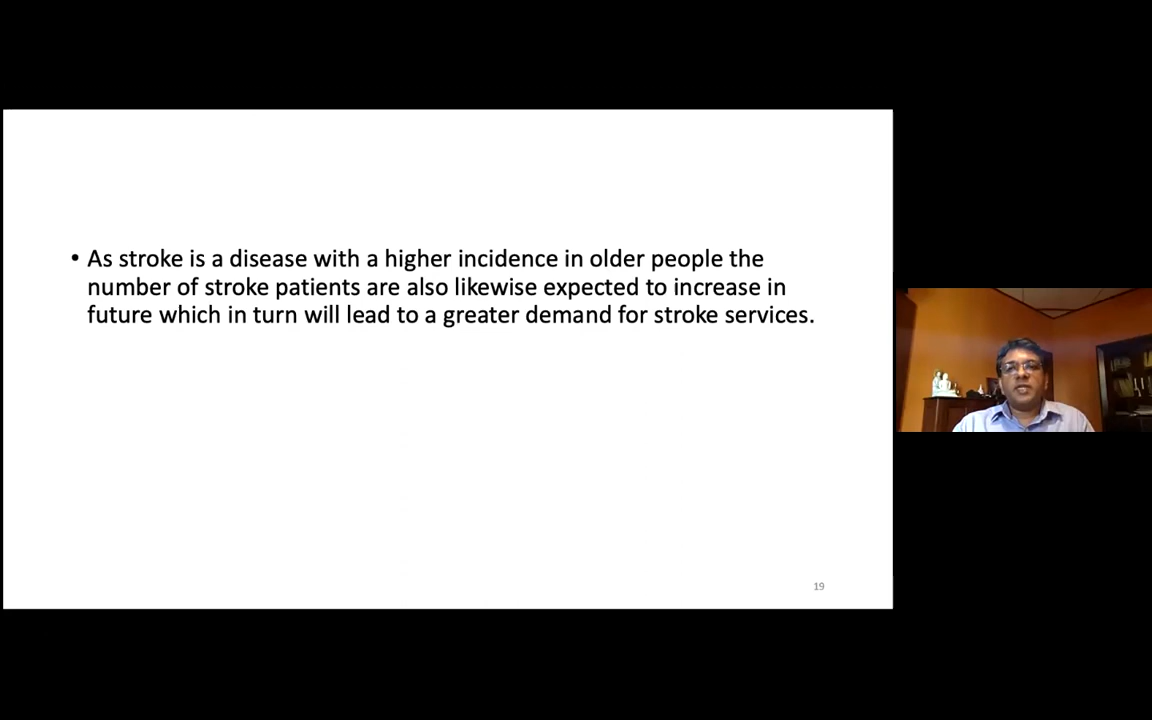 • As stroke is a disease with a higher incidence in older people the
number of stroke patients are also likewise expected to increase in
future which in turn will lead to a greater demand for stroke services.
19